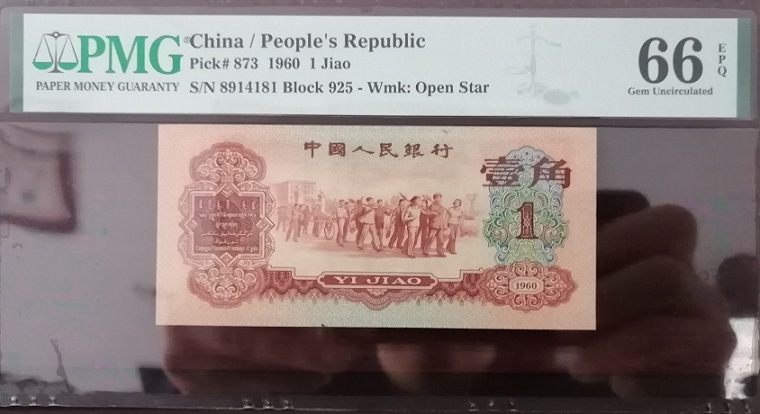 PMG
PAPER MONEY GUARANTY
China / People's Republic
Pick# 873 1960 1 Jiao
S/N 8914181 Block 925 - Wmk: Open Star
66 EPQ
Gem Uncirculated
中國人民銀行
壹角
1
YI JIAO
1960